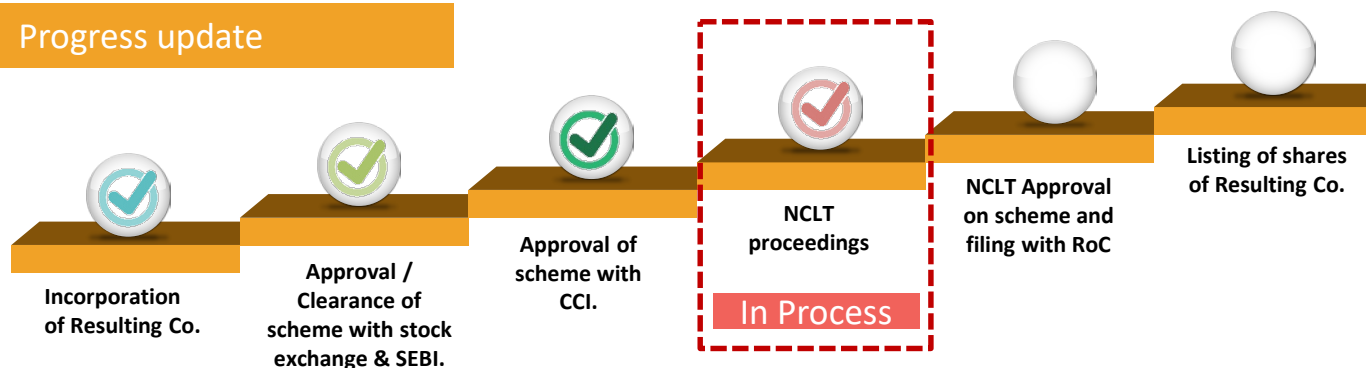 Progress update
Incorporation
of Resulting Co.
Approval /
Clearance of
scheme with stock
exchange & SEBI.
Approval of
scheme with
CCI.
NCLT
proceedings
In Process
NCLT Approval
on scheme and
filing with RoC
Listing of shares
of Resulting Co.